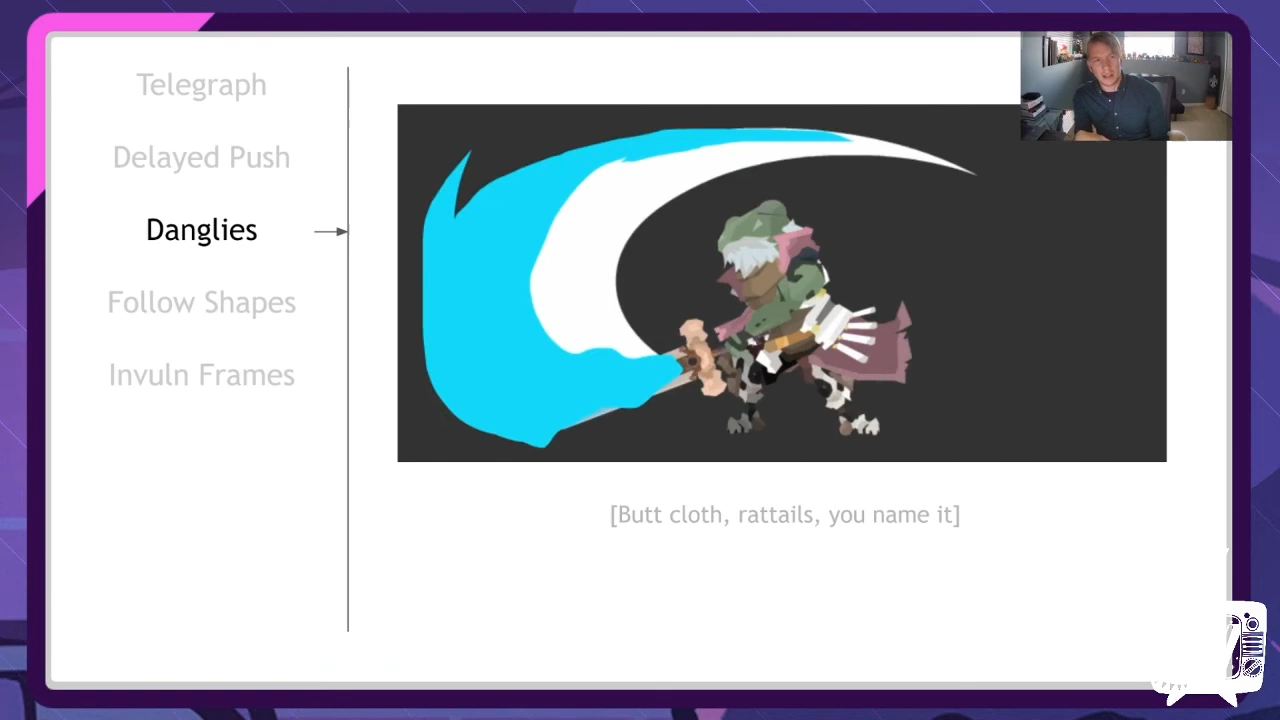 Telegraph
Delayed Push
Danglies
Follow Shapes
Invuln Frames
[Butt cloth, rattails, you name it]